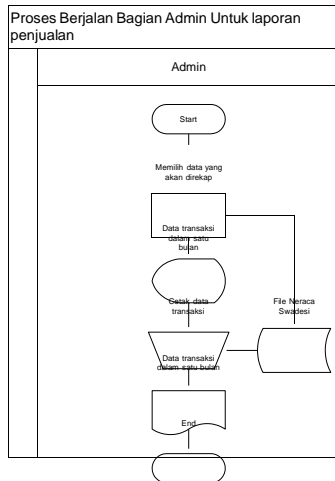 Proses Berjalan Bagian Admin Untuk laporan
penjualan
Admin
Start
Memilih data yang
akan direkap
Data transaksi
dalam satu
bulan
Cetak data
transaksi
File Neraca
Swadesi
Data transaksi
dalam satu bulan
End